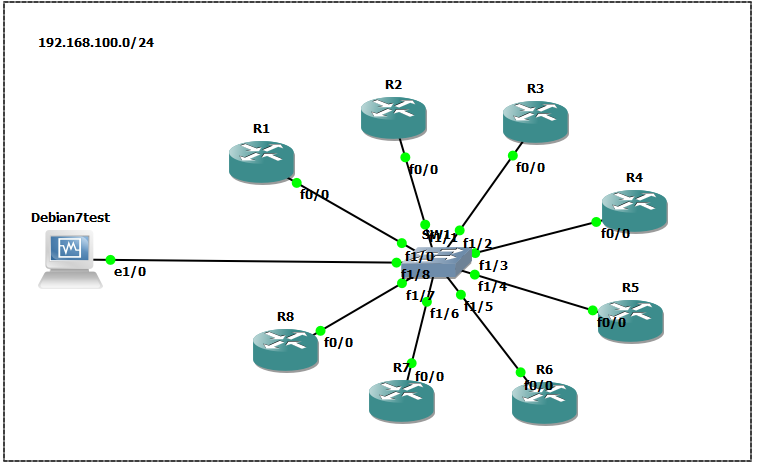 192.168.100.0/24
R2
R3
R1
f0/0
f0/0
R4
f0/0
f0/0
Debian7test
SW1
f1/1
f1/2
f1/0
f1/3
e1/0
f1/8
f1/4
f1/7
f1/5
f1/6
R5
f0/0
R8
f0/0
R7
R6
f0/0
f0/0